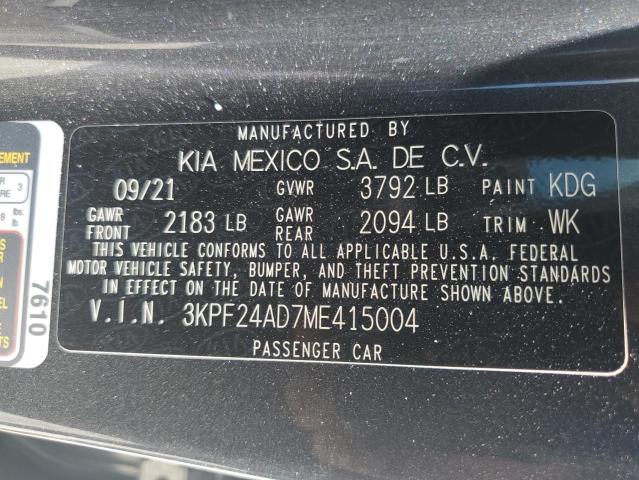 MANUFACTURED BY
KIA MEXICO S.A. DE C.V.
09/21 GVWR 3792 LB PAINT KDG
GAWR FRONT 2183 LB GAWR REAR 2094 LB TRIM WK
THIS VEHICLE CONFORMS TO ALL APPLICABLE U.S.A. FEDERAL
MOTOR VEHICLE SAFETY, BUMPER, AND THEFT PREVENTION STANDARDS
IN EFFECT ON THE DATE OF MANUFACTURE SHOWN ABOVE.
V.I.N. 3KPF24AD7ME415004
PASSENGER CAR
7610